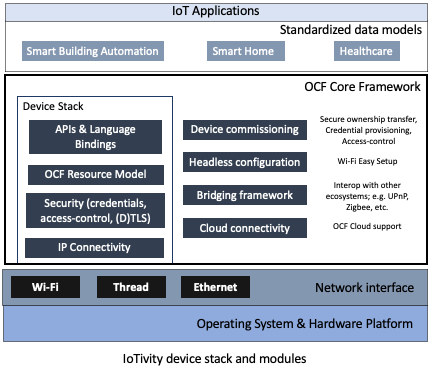 IoT Applications
Standardized data models
Smart Building Automation
Smart Home
Healthcare
OCF Core Framework
Device Stack
APIs & Language
Bindings
OCF Resource Model
Security (credentials,
access-control, (D)TLS)
IP Connectivity
Device commissioning
Secure ownership transfer,
Credential provisioning,
Access-control
Headless configuration
Wi-Fi Easy Setup
Bridging framework
Interop with other
ecosystems; e.g. UPnP,
Zigbee, etc.
Cloud connectivity
OCF Cloud support
Wi-Fi
Thread
Ethernet
Network interface
Operating System & Hardware Platform
IoTivity device stack and modules